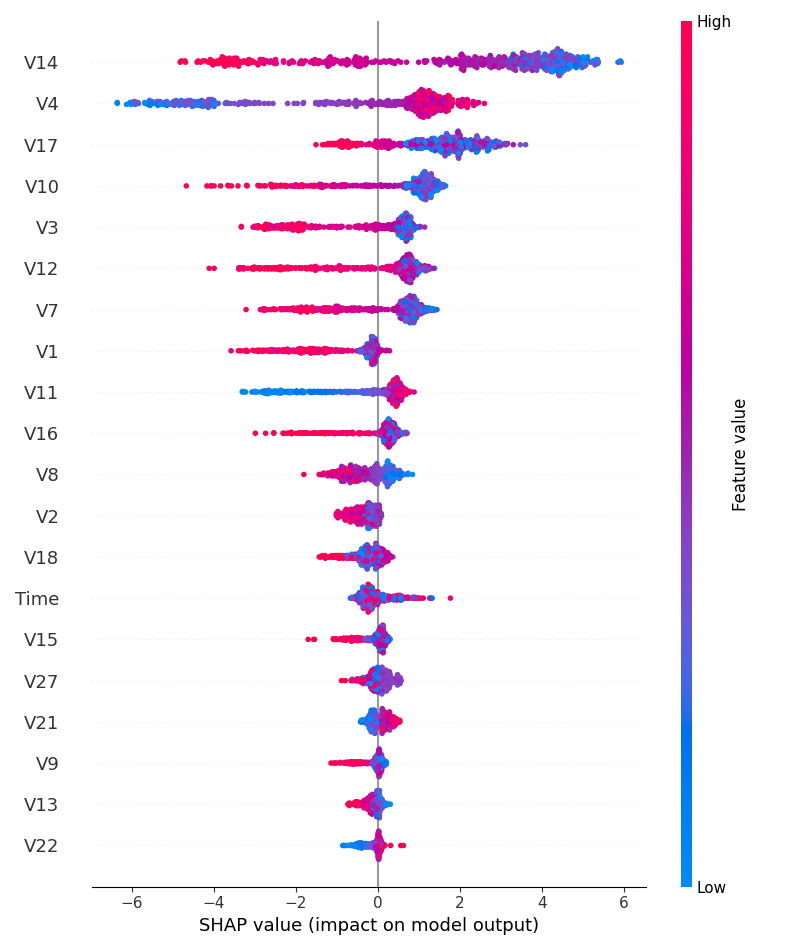 High
V14
V4
V17
V10
V3
V12
V7
V1
V11
V16
V8
V2
V18
Time
V15
V27
V21
V9
V13
V22
Feature value
Low
−6 −4 −2 0 2 4 6
SHAP value (impact on model output)